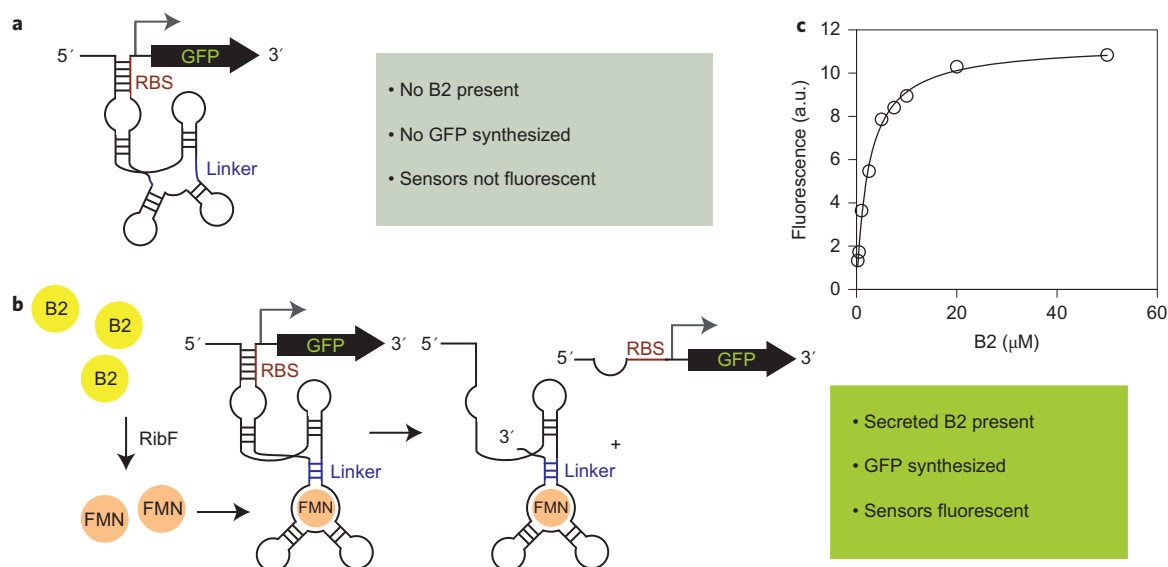 a
5′
GFP
3′
RBS
Linker
• No B2 present
• No GFP synthesized
• Sensors not fluorescent
b
B2
B2
B2
RibF
FMN
FMN
5′
GFP
3′
RBS
Linker
FMN
5′
3′
Linker
FMN
+
5′
RBS
GFP
3′
c
Fluorescence (a.u.)
12
10
8
6
4
2
0
0 20 40 60
B2 (μM)
• Secreted B2 present
• GFP synthesized
• Sensors fluorescent